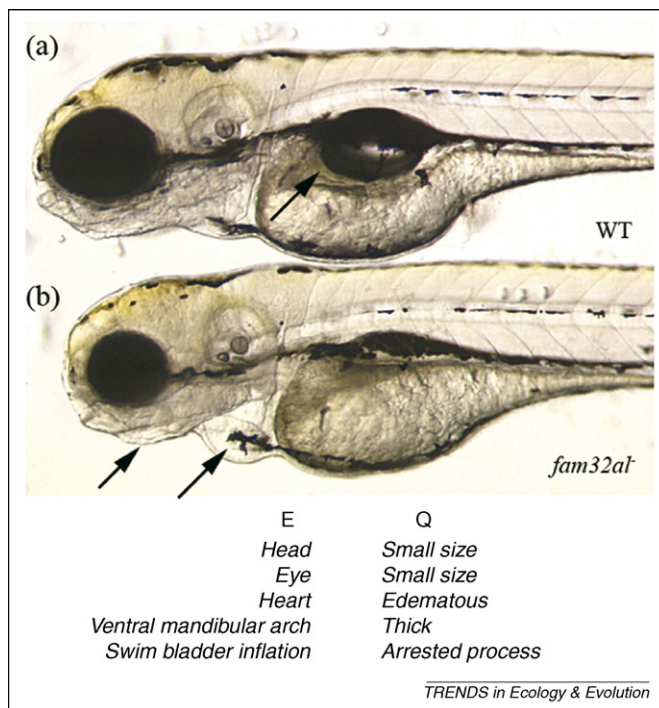 (a)
WT
(b)
fam32al-
E Q
Head Small size
Eye Small size
Heart Edematous
Ventral mandibular arch Thick
Swim bladder inflation Arrested process
TRENDS in Ecology & Evolution